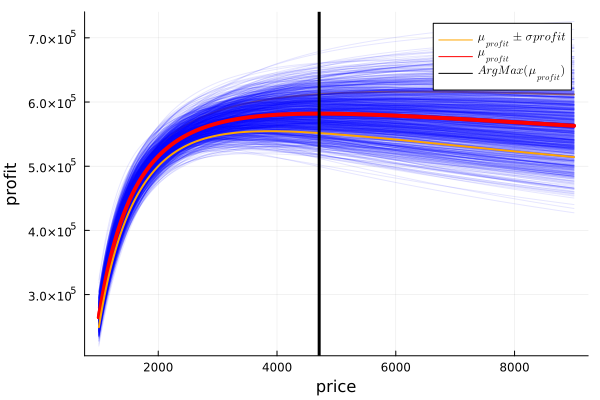 μ_profit ± σprofit
μ_profit
ArgMax(μ_profit)
7.0×10⁵
6.0×10⁵
5.0×10⁵
4.0×10⁵
3.0×10⁵
profit
2000 4000 6000 8000
price